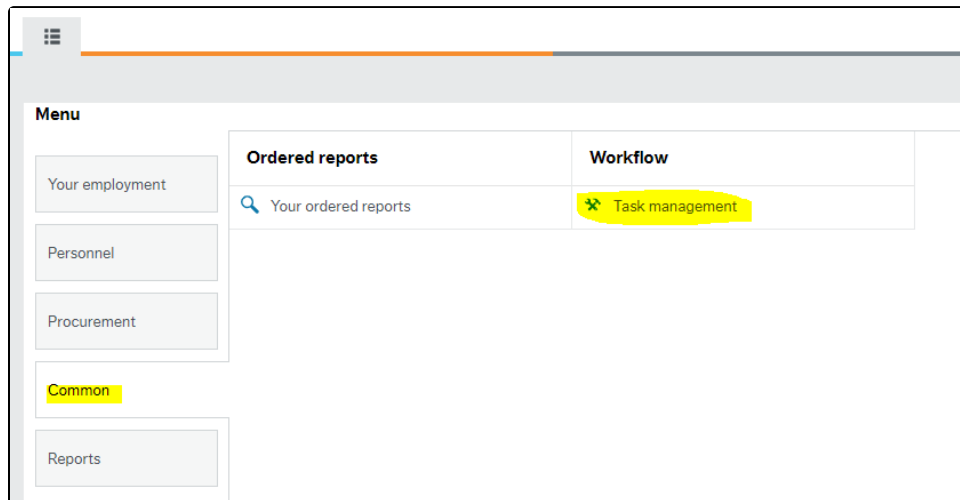 Menu
Your employment
Personnel
Procurement
Common
Reports
Ordered reports
Your ordered reports
Workflow
Task management